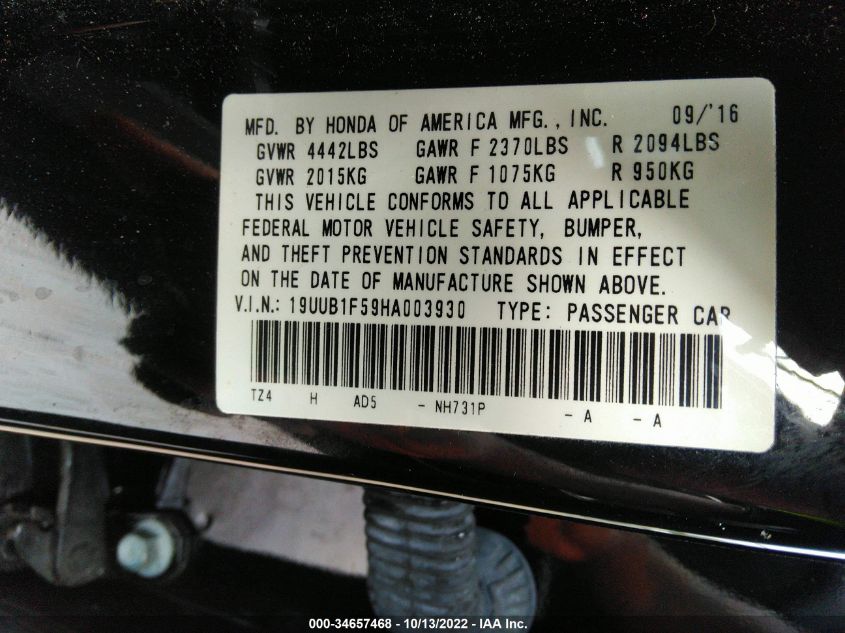 MFD. BY HONDA OF AMERICA MFG., INC. 09/'16
GVWR 4442LBS GAWR F 2370LBS R 2094LBS
GVWR 2015KG GAWR F 1075KG R 950KG
THIS VEHICLE CONFORMS TO ALL APPLICABLE
FEDERAL MOTOR VEHICLE SAFETY, BUMPER,
AND THEFT PREVENTION STANDARDS IN EFFECT
ON THE DATE OF MANUFACTURE SHOWN ABOVE.
V.I.N.: 19UUB1F59HA003930 TYPE: PASSENGER CAR
TZ4 H AD5 - NH731P - A - A
000-34657468 - 10/13/2022 - IAA Inc.